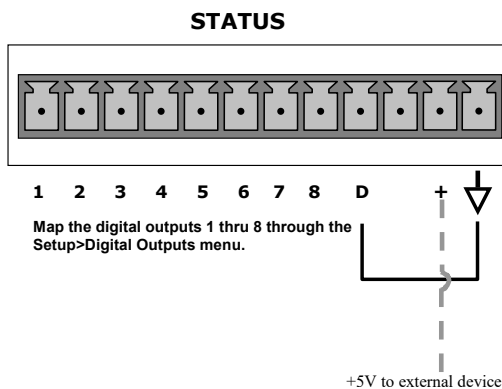 STATUS
1 2 3 4 5 6 7 8 D +
Map the digital outputs 1 thru 8 through the
Setup>Digital Outputs menu.
+5V to external device